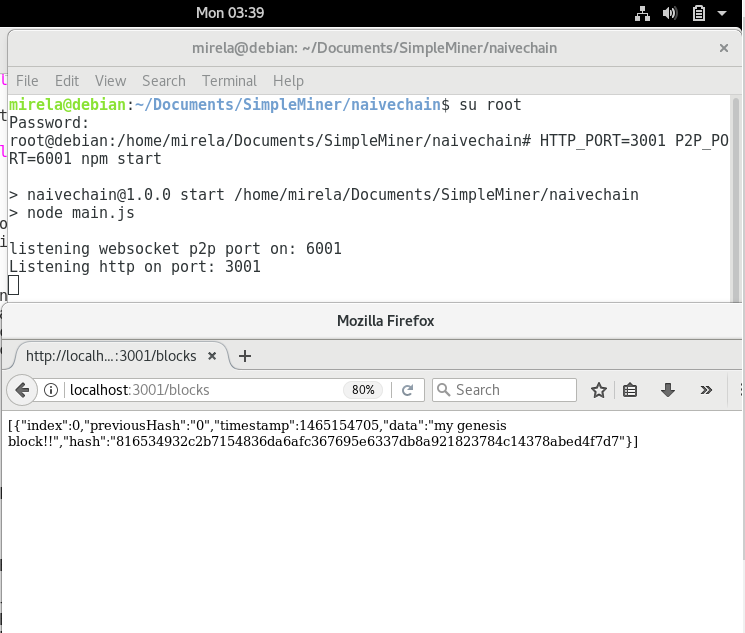 Mon 03:39
mirela@debian: ~/Documents/SimpleMiner/naivechain
File Edit View Search Terminal Help
mirela@debian:~/Documents/SimpleMiner/naivechain$ su root
Password:
root@debian:/home/mirela/Documents/SimpleMiner/naivechain# HTTP_PORT=3001 P2P_PO
RT=6001 npm start
> naivechain@1.0.0 start /home/mirela/Documents/SimpleMiner/naivechain
> node main.js
listening websocket p2p port on: 6001
Listening http on port: 3001
Mozilla Firefox
http://localh...:3001/blocks
localhost:3001/blocks 80% Search
[{"index":0,"previousHash":"0","timestamp":1465154705,"data":"my genesis
block!!","hash":"816534932c2b7154836da6afc367695e6337db8a921823784c14378abed4f7d7"}]